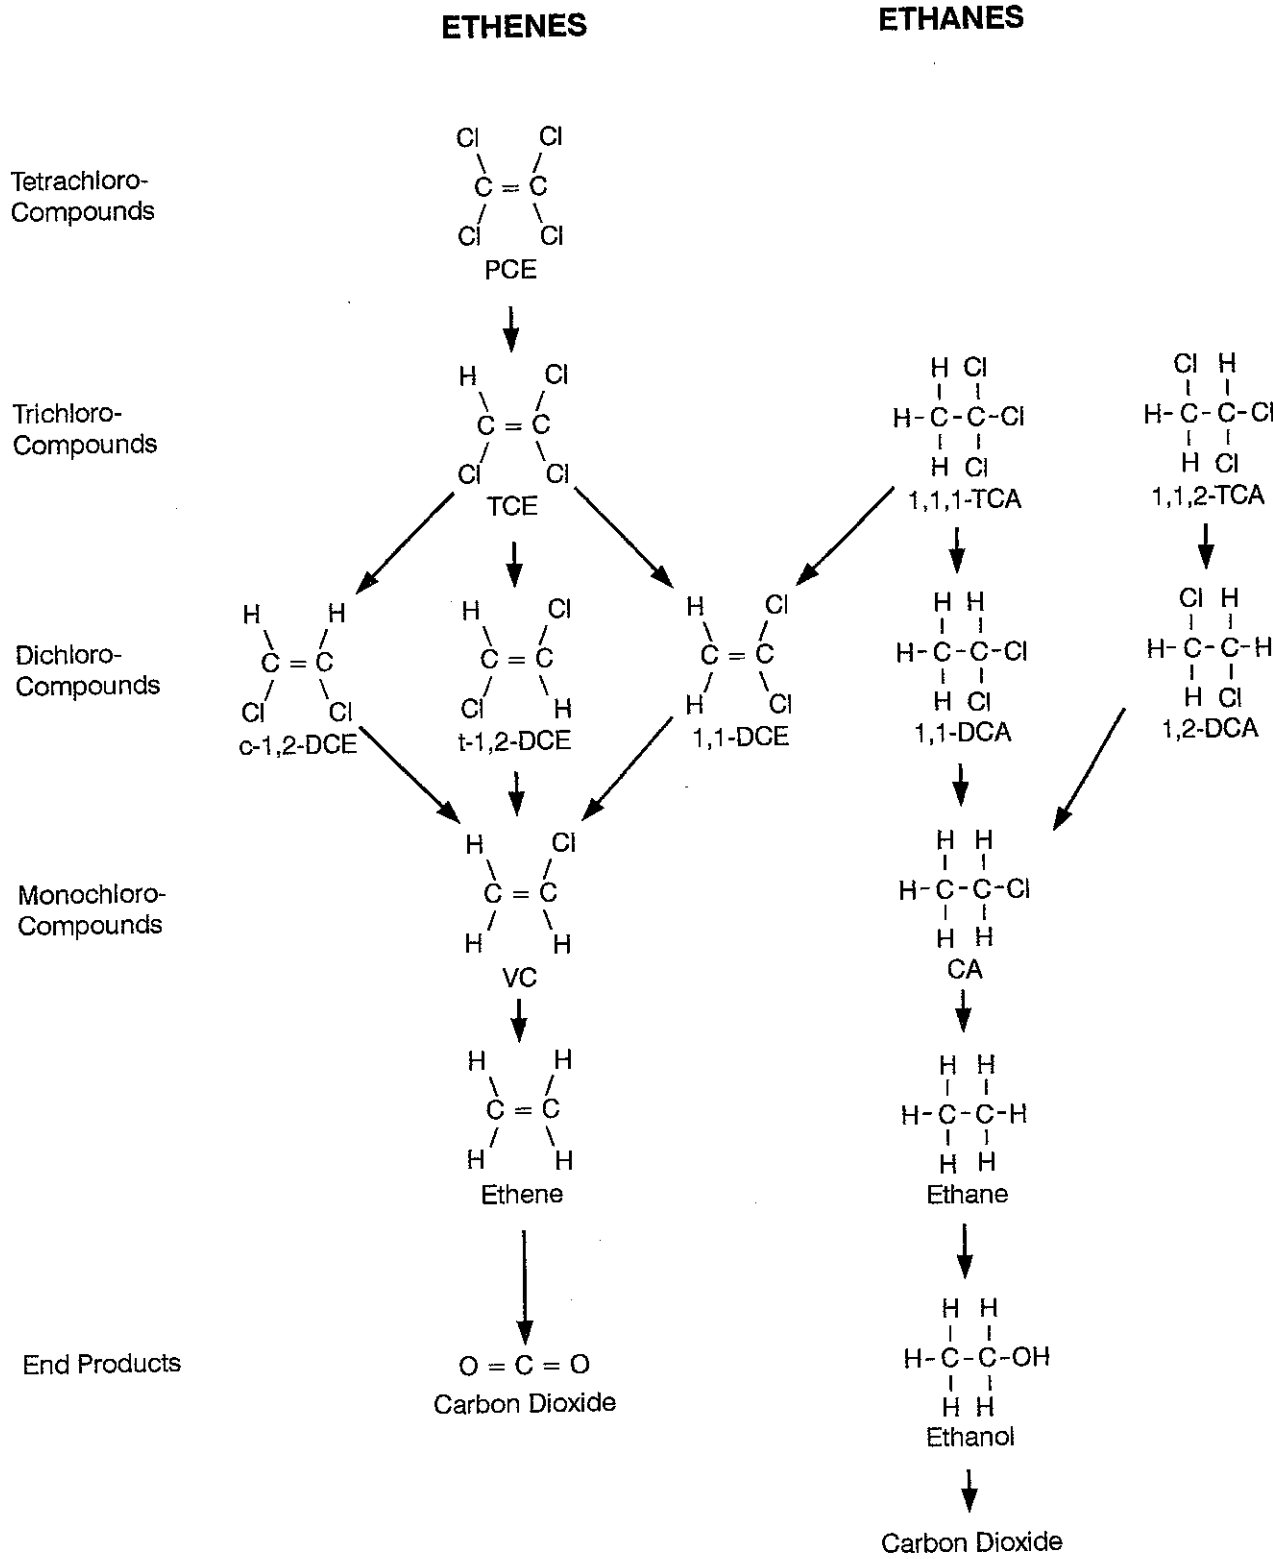 ETHENES
ETHANES
Tetrachloro-
Compounds
Cl Cl
C = C
Cl Cl
PCE
Trichloro-
Compounds
H Cl
C = C
Cl Cl
TCE
H Cl
H-C-C-Cl
H Cl
1,1,1-TCA
Cl H
H-C-C-Cl
H Cl
1,1,2-TCA
Dichloro-
Compounds
H H
C = C
Cl Cl
c-1,2-DCE
H Cl
C = C
Cl H
t-1,2-DCE
H Cl
C = C
H Cl
1,1-DCE
H H
H-C-C-Cl
H Cl
1,1-DCA
Cl H
H-C-C-H
H Cl
1,2-DCA
Monochloro-
Compounds
H Cl
C = C
H H
VC
H H
H-C-C-Cl
H H
CA
H H
C = C
H H
Ethene
H H
H-C-C-H
H H
Ethane
End Products
O = C = O
Carbon Dioxide
H H
H-C-C-OH
H H
Ethanol
Carbon Dioxide